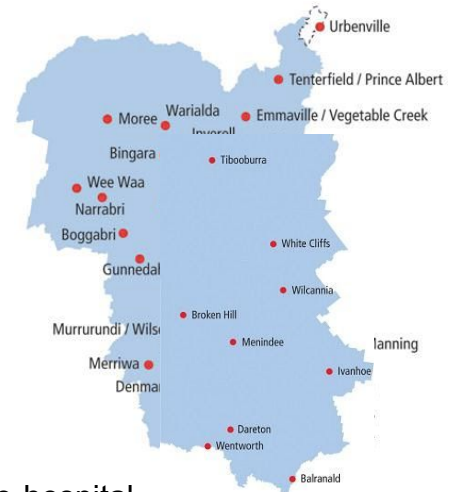 Urbenville
Tenterfield / Prince Albert
Emmaville / Vegetable Creek
Moree
Warialda
Bingara
Tibooburra
Wee Waa
Narrabri
Boggabri
White Cliffs
Gunnedal
Wilcannia
Broken Hill
Murrurundi / Wils
Menindee
lanning
Merriwa
Ivanhoe
Denma
Dareton
Wentworth
Balranald
hospital